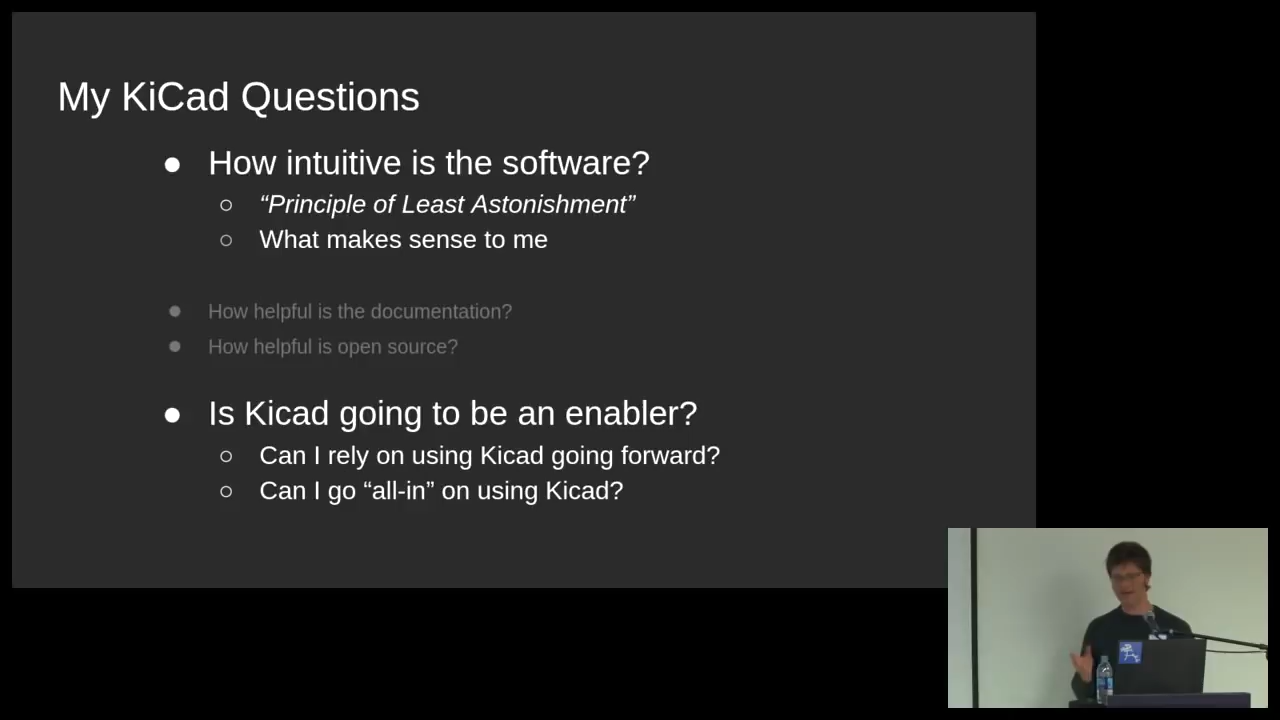 My KiCad Questions
● How intuitive is the software?
○ “Principle of Least Astonishment”
○ What makes sense to me
● How helpful is the documentation?
● How helpful is open source?
● Is Kicad going to be an enabler?
○ Can I rely on using Kicad going forward?
○ Can I go “all-in” on using Kicad?